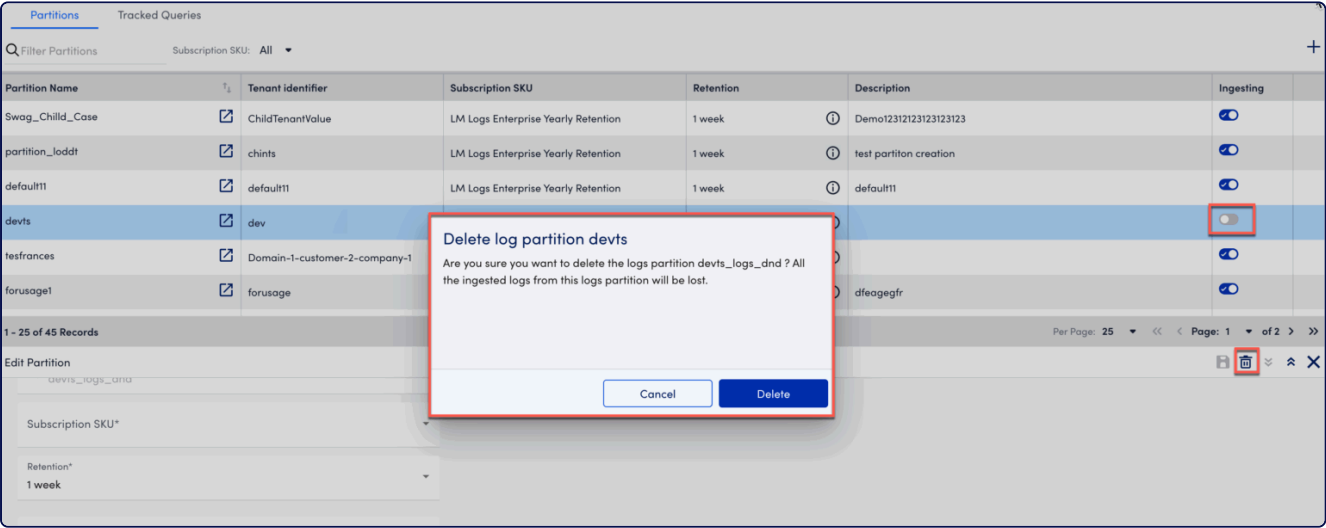 Partitions Tracked Queries
Filter Partitions Subscription SKU: All
Partition Name Tenant identifier Subscription SKU Retention Description Ingesting
Swag_Chilld_Case ChildTenantValue LM Logs Enterprise Yearly Retention 1 week Demo12312123123123123
partition_loddt chints LM Logs Enterprise Yearly Retention 1 week test partiton creation
default11 default11 LM Logs Enterprise Yearly Retention 1 week default11
devts dev
tesfrances Domain-1-customer-2-company-1
forusage1 forusage dfeagegfr
Delete log partition devts
Are you sure you want to delete the logs partition devts_logs_dnd ? All
the ingested logs from this logs partition will be lost.
Cancel Delete
1 - 25 of 45 Records Per Page: 25 Page: 1 of 2
Edit Partition
devts_logs_dnd
Subscription SKU*
Retention*
1 week